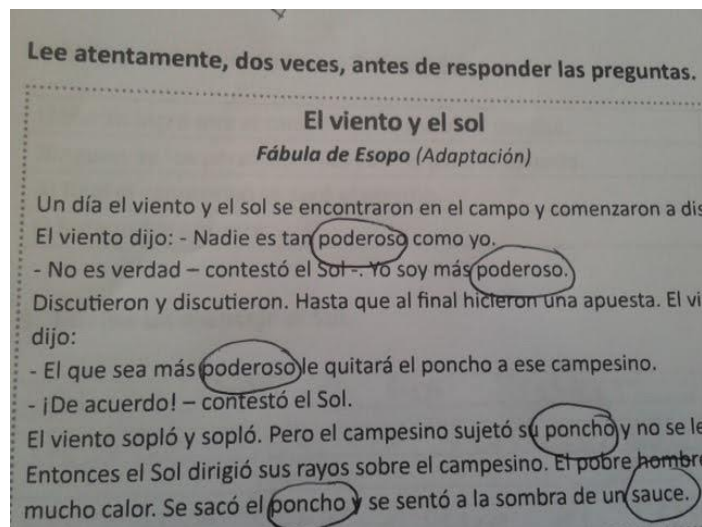 Lee atentamente, dos veces, antes de responder las preguntas.
El viento y el sol
Fábula de Esopo (Adaptación)
Un día el viento y el sol se encontraron en el campo y comenzaron a
El viento dijo: - Nadie es tan poderoso como yo.
- No es verdad – contestó el Sol -. Yo soy más poderoso.
Discutieron y discutieron. Hasta que al final hicieron una apuesta. El
dijo:
- El que sea más poderoso le quitará el poncho a ese campesino.
- ¡De acuerdo! – contestó el Sol.
El viento sopló y sopló. Pero el campesino sujetó su poncho y no se
Entonces el Sol dirigió sus rayos sobre el campesino. El pobre hombre
mucho calor. Se sacó el poncho y se sentó a la sombra de un sauce.